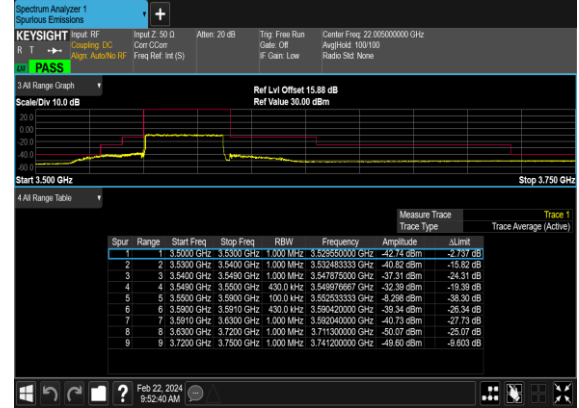 Spectrum Analyzer 1
Spurious Emissions
KEYSIGHT Input: RF Input Z: 50 Ω Atten: 20 dB Trig: Free Run Center Freq: 22.005000000 GHz
R T Coupling: DC Corr CCorr Gate: Off Avg|Hold: 100/100
Align: Auto/No RF Freq Ref: Int (S) IF Gain: Low Radio Std: None
LNI PASS
3 All Range Graph
Ref Lvl Offset 15.88 dB
Scale/Div 10.0 dB Ref Value 30.00 dBm
20.0
0.00
-20.0
-40.0
-60.0
Start 3.500 GHz Stop 3.750 GHz
4 All Range Table
Measure Trace Trace 1
Trace Type Trace Average (Active)
Spur Range Start Freq Stop Freq RBW Frequency Amplitude ΔLimit
1 1 3.5000 GHz 3.5300 GHz 1.000 MHz 3.529550000 GHz -42.74 dBm -2.737 dB
2 2 3.5300 GHz 3.5400 GHz 1.000 MHz 3.532483333 GHz -40.82 dBm -15.82 dB
3 3 3.5400 GHz 3.5490 GHz 1.000 MHz 3.547875000 GHz -37.31 dBm -24.31 dB
4 4 3.5490 GHz 3.5500 GHz 430.0 kHz 3.549976667 GHz -32.39 dBm -19.39 dB
5 5 3.5500 GHz 3.5900 GHz 100.0 kHz 3.552533333 GHz -8.298 dBm -38.30 dB
6 6 3.5900 GHz 3.5910 GHz 430.0 kHz 3.590420000 GHz -39.34 dBm -26.34 dB
7 7 3.5910 GHz 3.6300 GHz 1.000 MHz 3.592040000 GHz -40.73 dBm -27.73 dB
8 8 3.6300 GHz 3.7200 GHz 1.000 MHz 3.711300000 GHz -50.07 dBm -25.07 dB
9 9 3.7200 GHz 3.7500 GHz 1.000 MHz 3.741200000 GHz -49.60 dBm -9.603 dB
Feb 22, 2024
9:52:40 AM